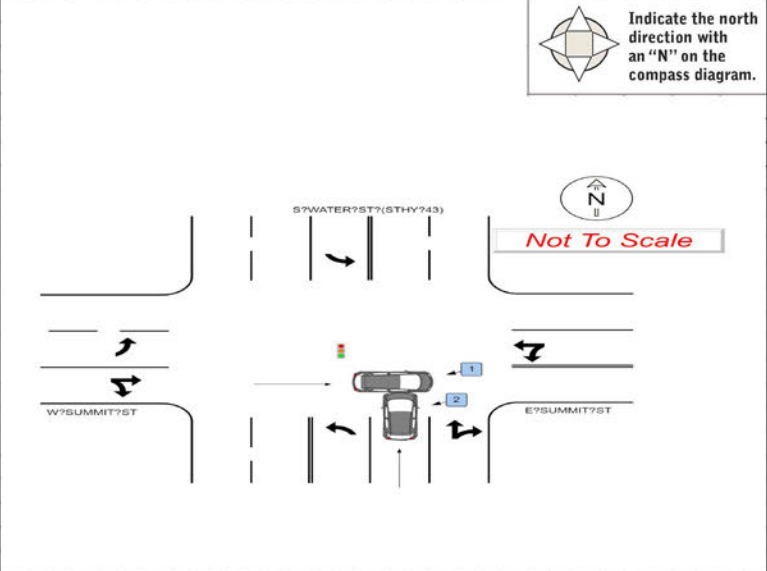 Indicate the north
direction with
an “N” on the
compass diagram.
S?WATER?ST?(STHY?43)
N
Not To Scale
1
2
W?SUMMIT?ST
E?SUMMIT?ST